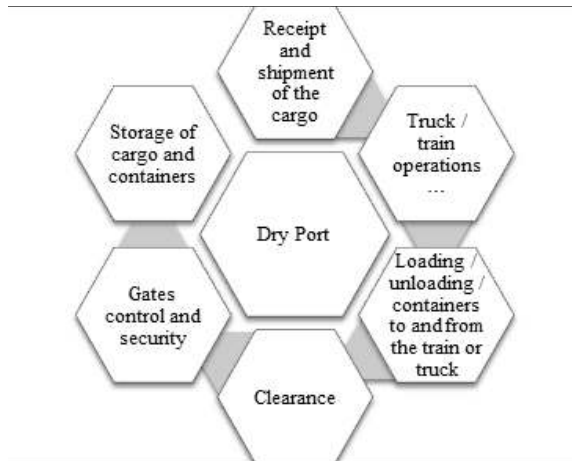 Receipt
and
shipment
of the
cargo
Truck /
train
operations
...
Loading /
unloading /
containers
to and from
the train or
truck
Clearance
Gates
control and
security
Storage of
cargo and
containers
Dry Port